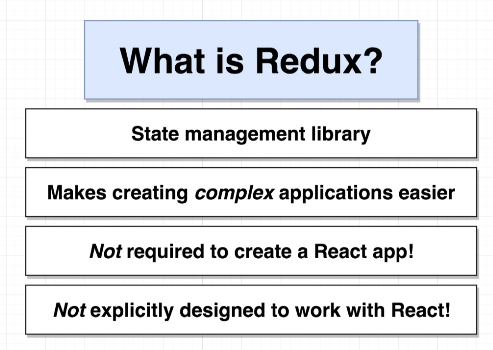 What is Redux?
State management library
Makes creating complex applications easier
Not required to create a React app!
Not explicitly designed to work with React!